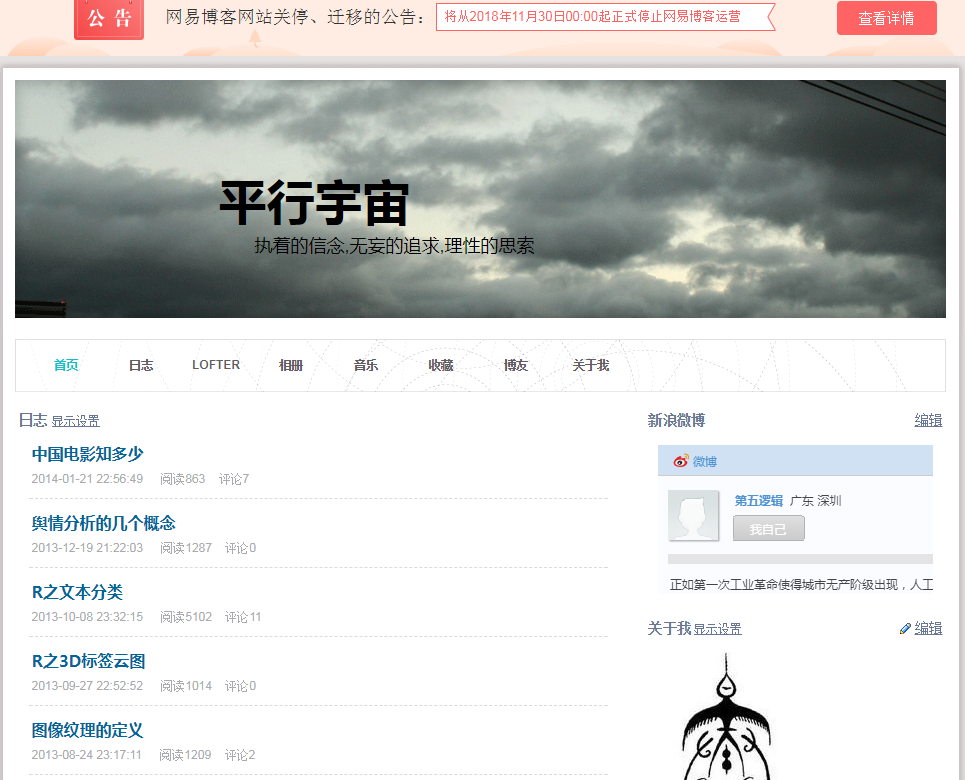 公 告
网易博客网站关停、迁移的公告：
将从2018年11月30日00:00起正式停止网易博客运营
查看详情
平行宇宙
执着的信念,无妄的追求,理性的思索
首页 日志 LOFTER 相册 音乐 收藏 博友 关于我
日志 显示设置
中国电影知多少
2014-01-21 22:56:49 阅读863 评论7
舆情分析的几个概念
2013-12-19 21:22:03 阅读1287 评论0
R之文本分类
2013-10-08 23:32:15 阅读5102 评论11
R之3D标签云图
2013-09-27 22:52:52 阅读1014 评论0
图像纹理的定义
2013-08-24 23:17:11 阅读1209 评论2
新浪微博 编辑
微博
第五逻辑 广东 深圳
我自己
正如第一次工业革命使得城市无产阶级出现，人工
关于我 显示设置 编辑